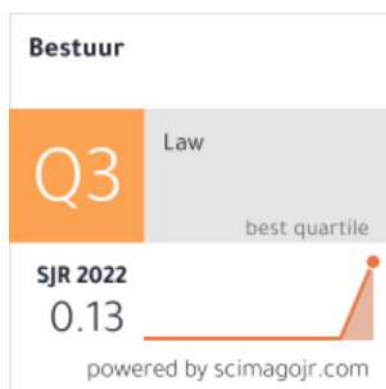 Bestuur
Q3
Law
best quartile
SJR 2022
0.13
powered by scimagojr.com